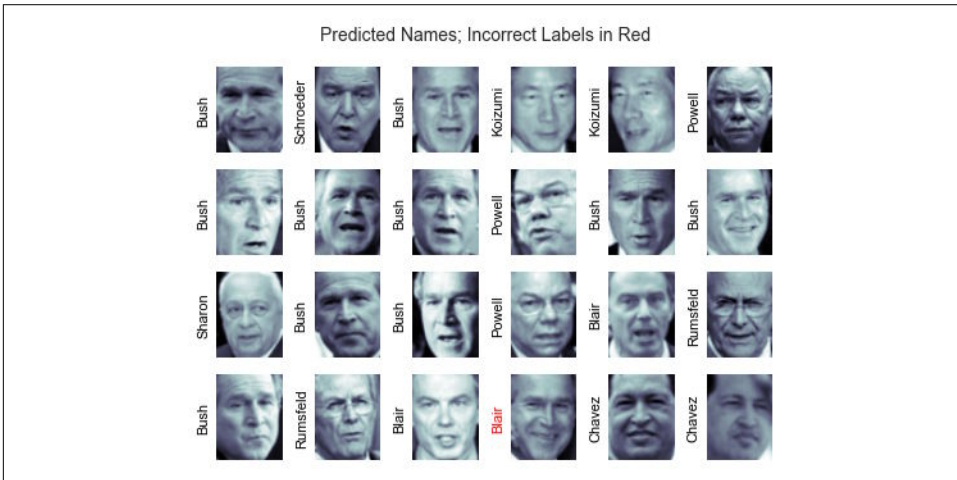 Predicted Names; Incorrect Labels in Red
Bush
Schroeder
Bush
Koizumi
Koizumi
Powell
Bush
Bush
Bush
Powell
Bush
Bush
Sharon
Bush
Bush
Powell
Blair
Rumsfeld
Bush
Rumsfeld
Blair
Blair
Chavez
Chavez